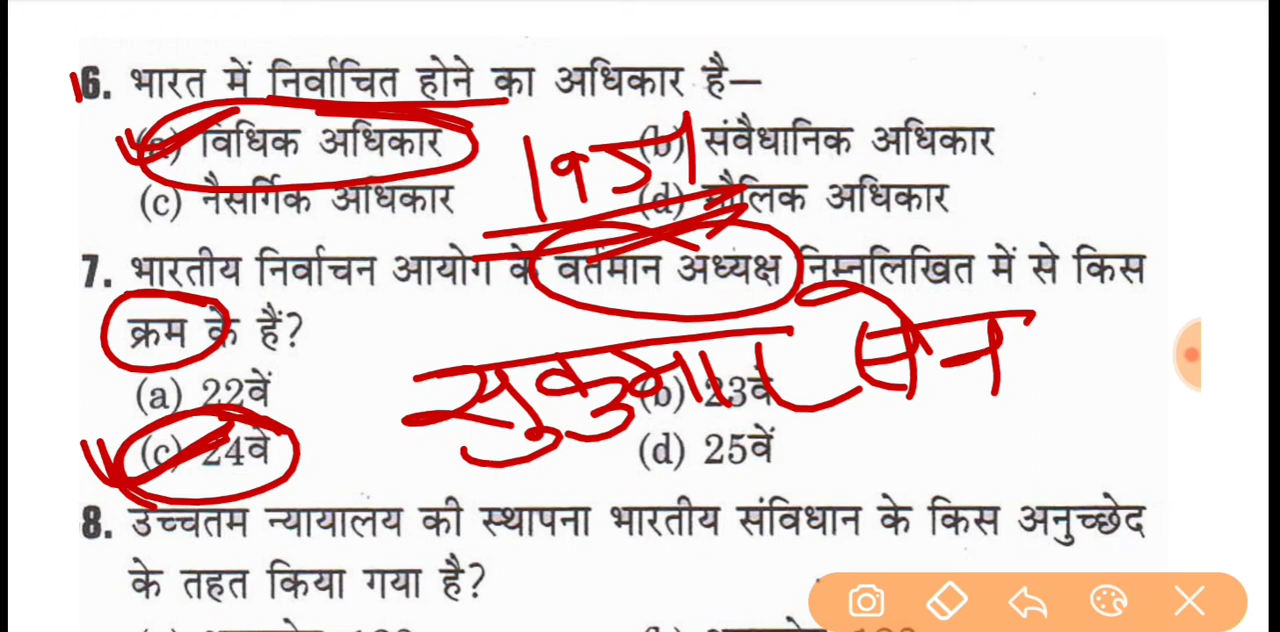 6. भारत में निर्वाचित होने का अधिकार है—
(a) विधिक अधिकार (b) संवैधानिक अधिकार
1951
(c) नैसर्गिक अधिकार (d) मौलिक अधिकार
7. भारतीय निर्वाचन आयोग के वर्तमान अध्यक्ष निम्नलिखित में से किस
क्रम के हैं?
सुकुमार सेन
(a) 22वें (b) 23वें
(c) 24वें (d) 25वें
8. उच्चतम न्यायालय की स्थापना भारतीय संविधान के किस अनुच्छेद
के तहत किया गया है?